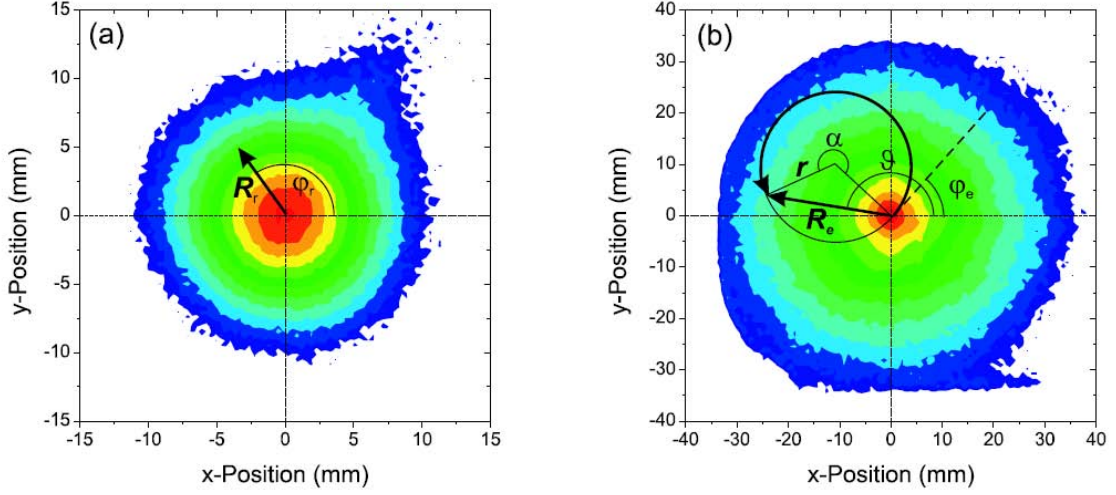 (a)
15
10
5
0
-5
-10
-15
y-Position (mm)
R_r
φ_r
-15 -10 -5 0 5 10 15
x-Position (mm)
(b)
40
30
20
10
0
-10
-20
-30
-40
y-Position (mm)
α
r
ϑ
φ_e
R_e
-40 -30 -20 -10 0 10 20 30 40
x-Position (mm)